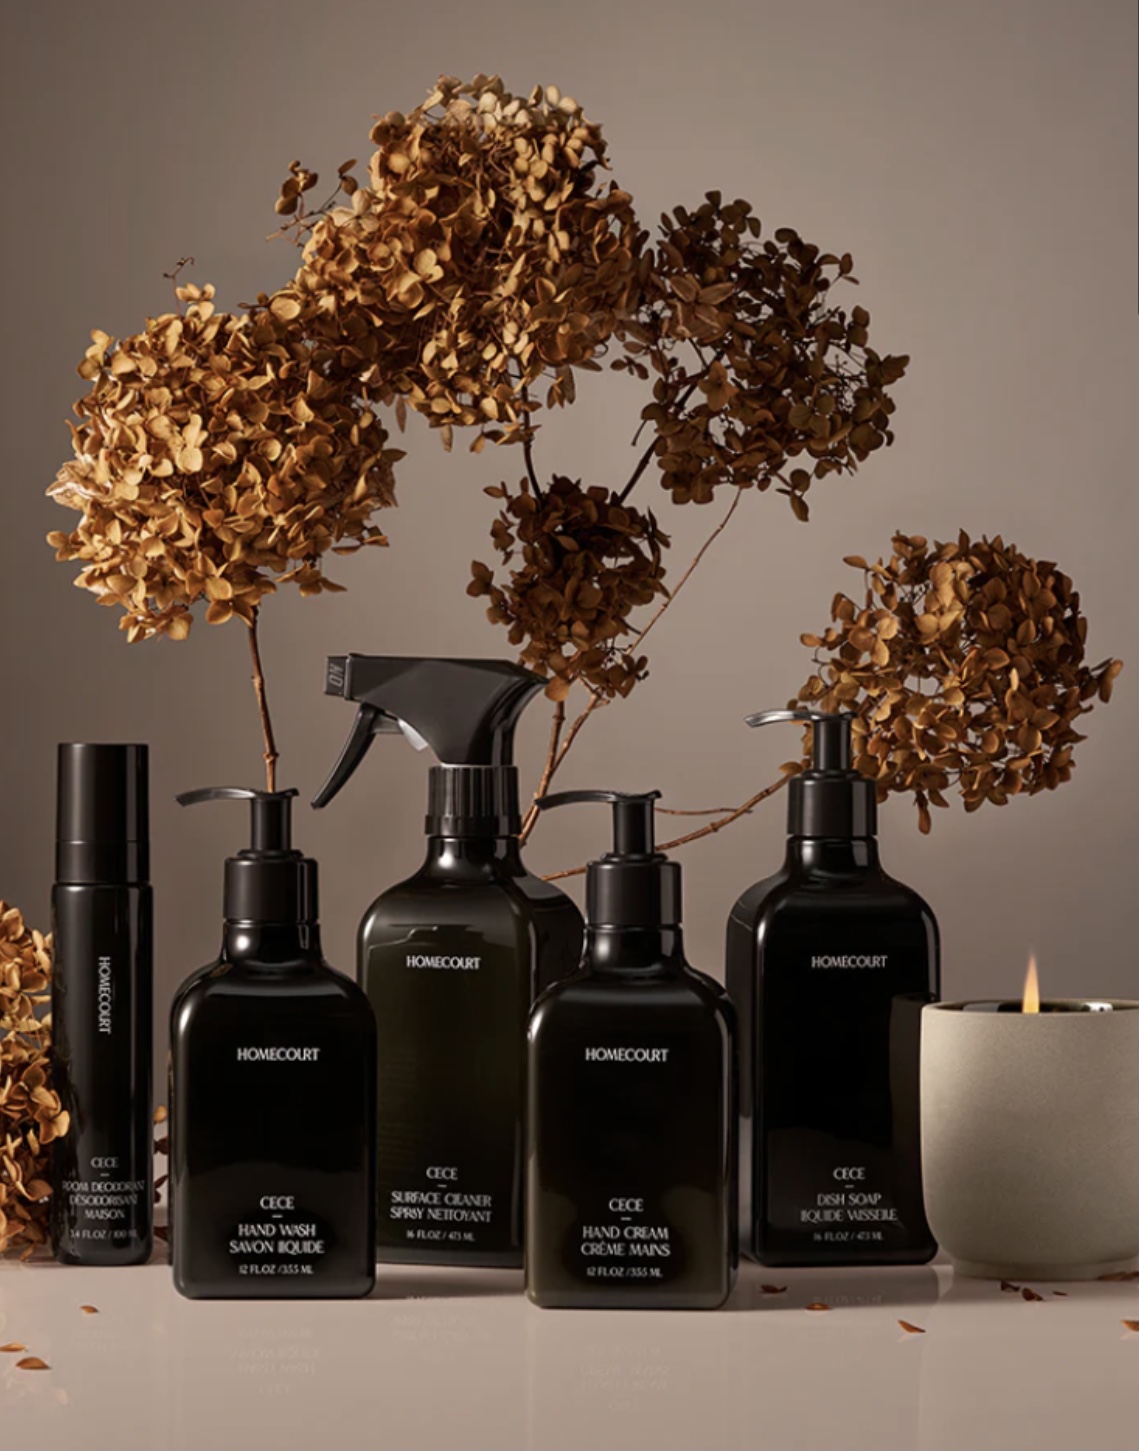 HOMECOURT
CECE
ROOM DEODORANT
DÉSODORISANT
MAISON
3.4 FL.OZ / 100 ML
HOMECOURT
CECE
HAND WASH
SAVON LIQUIDE
12 FL.OZ / 355 ML
NO
HOMECOURT
CECE
SURFACE CLEANER
SPRAY NETTOYANT
16 FL.OZ / 473 ML
HOMECOURT
CECE
HAND CREAM
CRÈME MAINS
12 FL.OZ / 355 ML
HOMECOURT
CECE
DISH SOAP
LIQUIDE VAISSELLE
16 FL.OZ / 473 ML